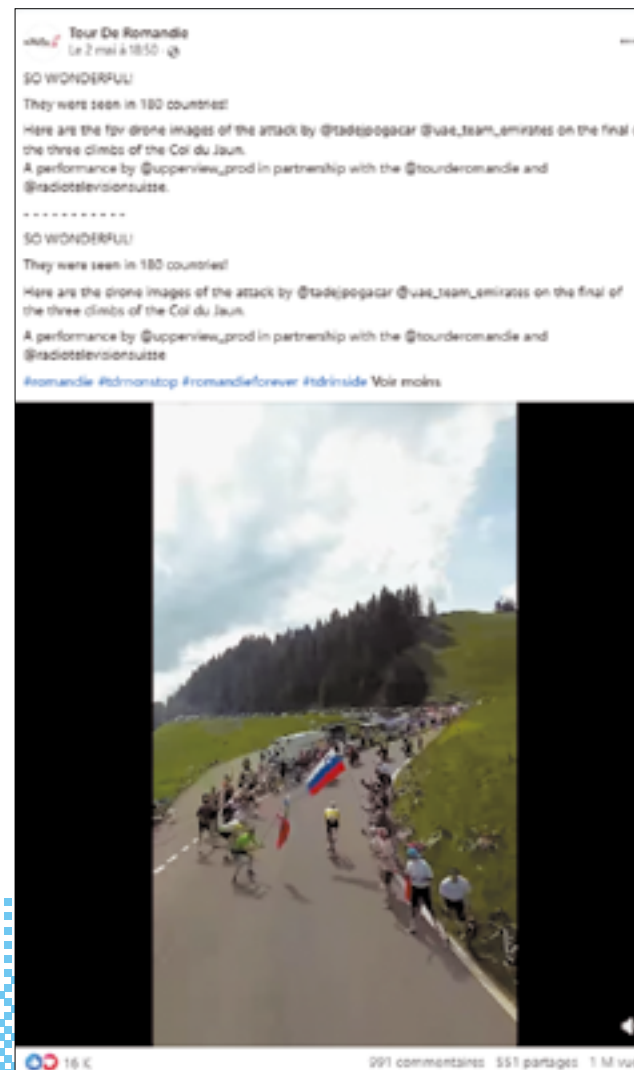 Tour De Romandie
Le 2 mai à 18:50
SO WONDERFUL!
They were seen in 180 countries!
Here are the fpv drone images of the attack by @tadejpogacar @uae_team_emirates on the final
the three climbs of the Col du Jaun.
A performance by @upperview_prod in partnership with the @tourderomandie and
@radiotelevisionsuisse.
- - - - - - - - - - -
SO WONDERFUL!
They were seen in 180 countries!
Here are the drone images of the attack by @tadejpogacar @uae_team_emirates on the final of
the three climbs of the Col du Jaun.
A performance by @upperview_prod in partnership with the @tourderomandie and
@radiotelevisionsuisse
#romandie #tdrnonstop #romandieforever #tdrinside Voir moins
16 K 991 commentaires 551 partages 1 M vue